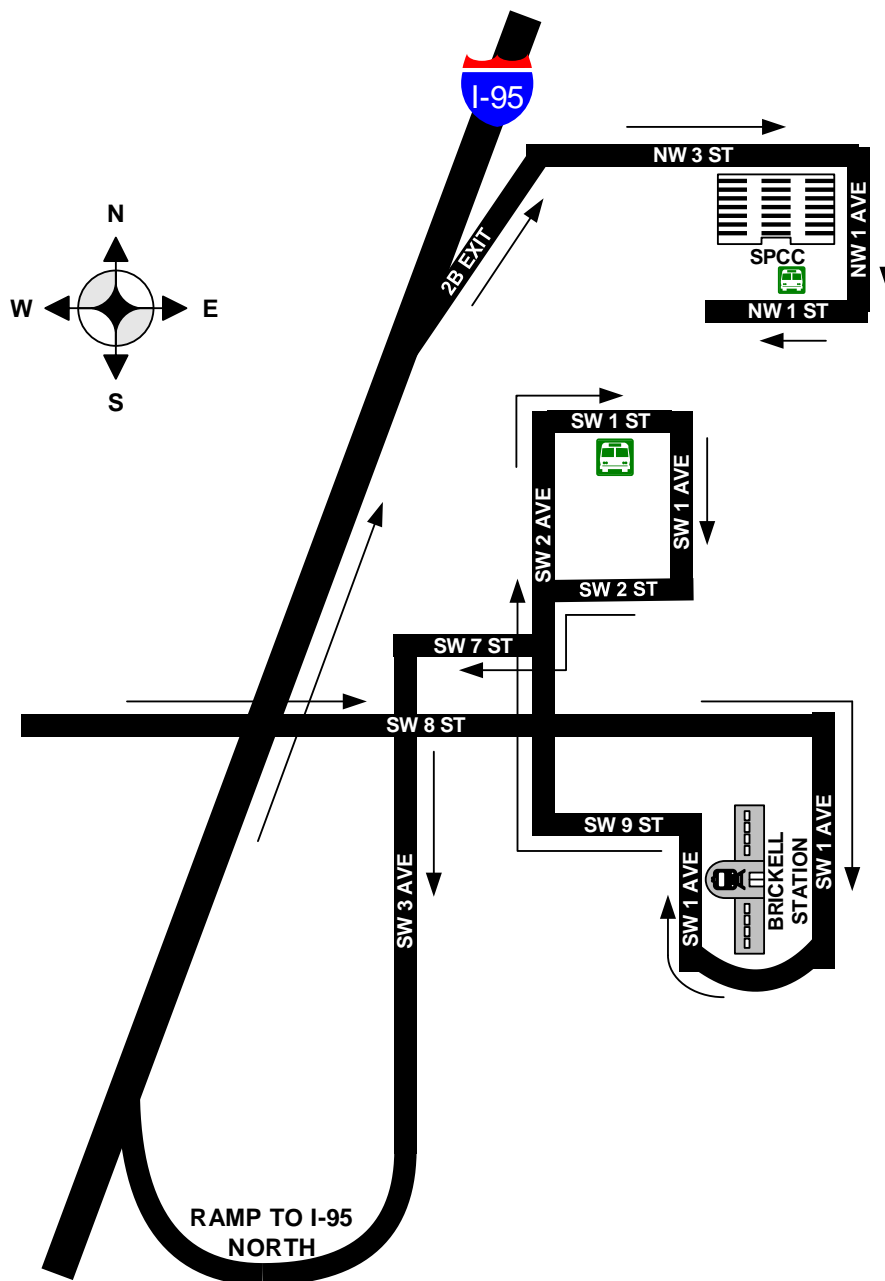 I-95
NW 3 ST
NW 1 AVE
SPCC
NW 1 ST
2B EXIT
N
W
E
S
SW 1 ST
SW 2 AVE
SW 1 AVE
SW 2 ST
SW 7 ST
SW 8 ST
SW 9 ST
SW 1 AVE
BRICKELL
STATION
SW 1 AVE
SW 3 AVE
RAMP TO I-95
NORTH